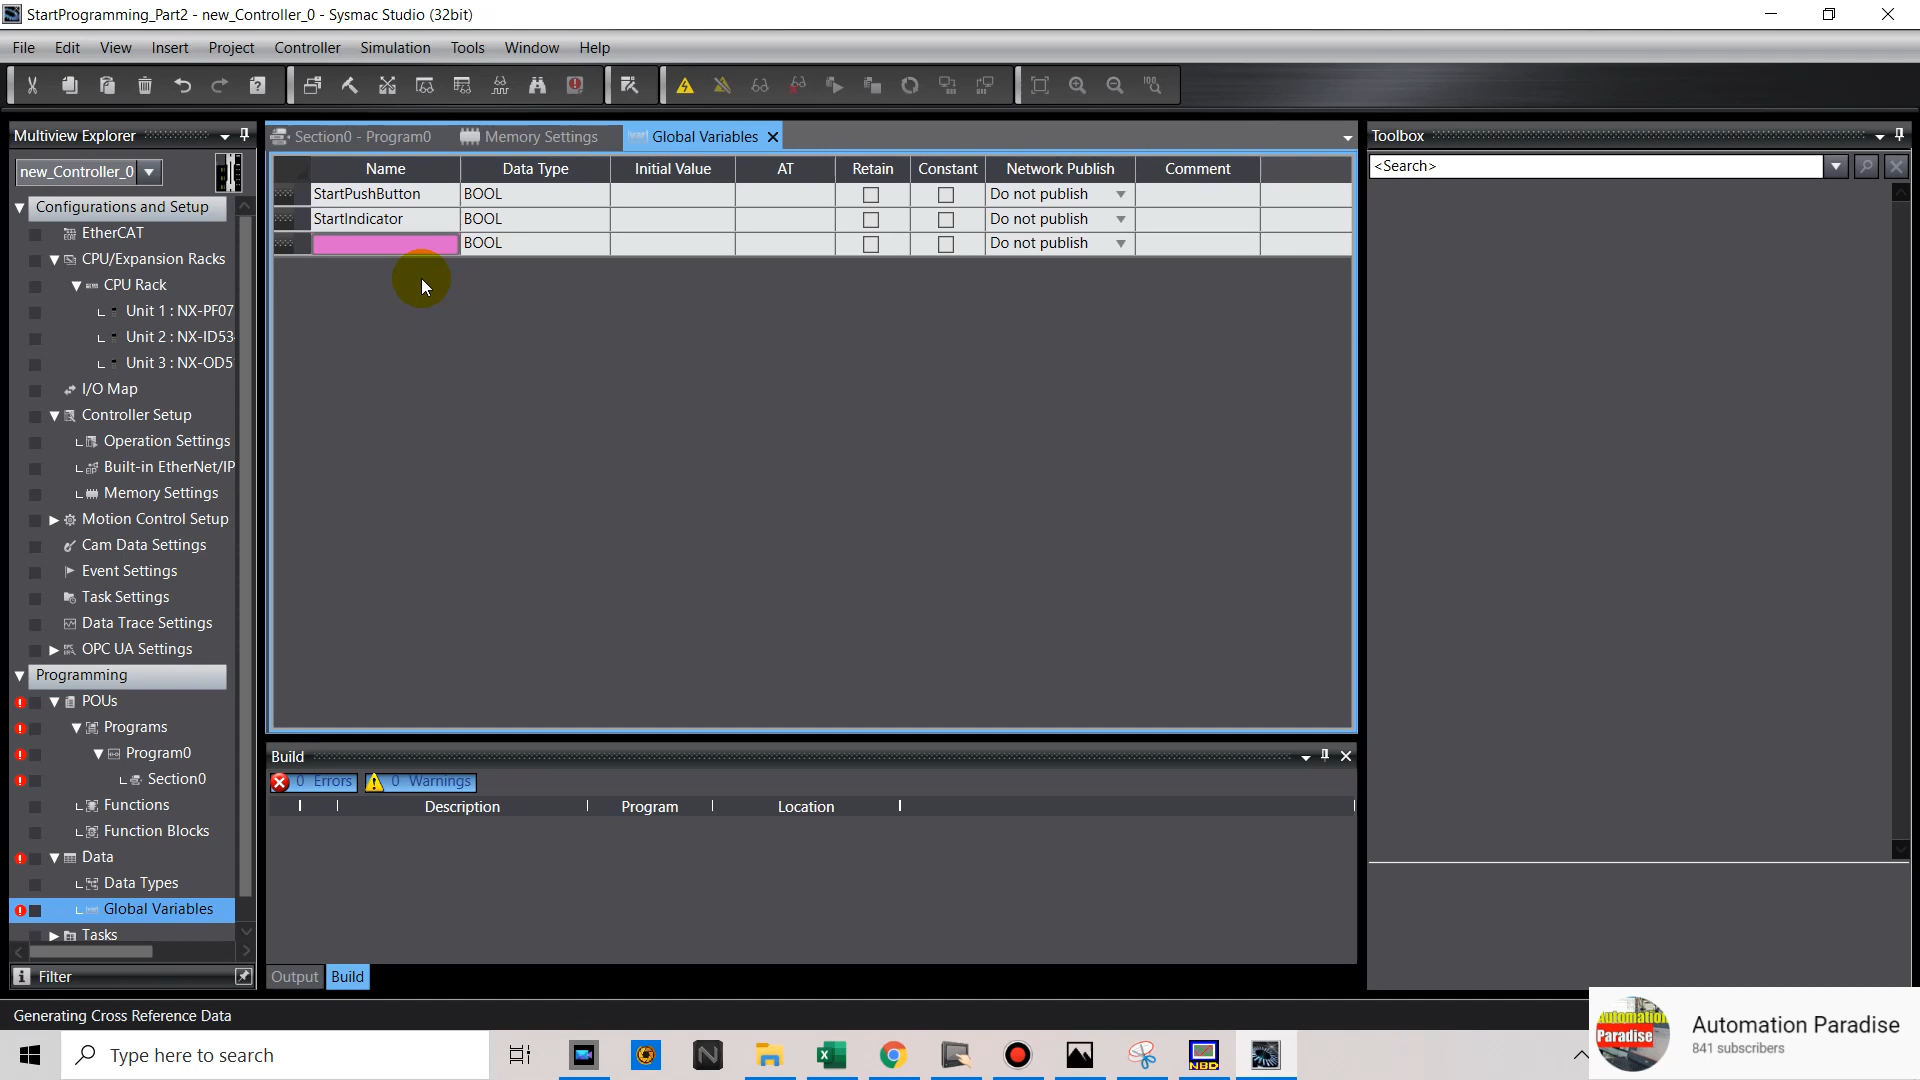 StartProgramming_Part2 - new_Controller_0 - Sysmac Studio (32bit)
File Edit View Insert Project Controller Simulation Tools Window Help
Multiview Explorer
new_Controller_0
Configurations and Setup
EtherCAT
CPU/Expansion Racks
CPU Rack
Unit 1 : NX-PF07
Unit 2 : NX-ID53
Unit 3 : NX-OD5
I/O Map
Controller Setup
Operation Settings
Built-in EtherNet/IP
Memory Settings
Motion Control Setup
Cam Data Settings
Event Settings
Task Settings
Data Trace Settings
OPC UA Settings
Programming
POUs
Programs
Program0
Section0
Functions
Function Blocks
Data
Data Types
Global Variables
Tasks
Filter
Section0 - Program0 Memory Settings Global Variables
Name Data Type Initial Value AT Retain Constant Network Publish Comment
StartPushButton BOOL Do not publish
StartIndicator BOOL Do not publish
BOOL Do not publish
Build
0 Errors 0 Warnings
Description Program Location
Output Build
Toolbox
<Search>
Generating Cross Reference Data
Type here to search
NBD
Automation
Paradise
Automation Paradise
841 subscribers